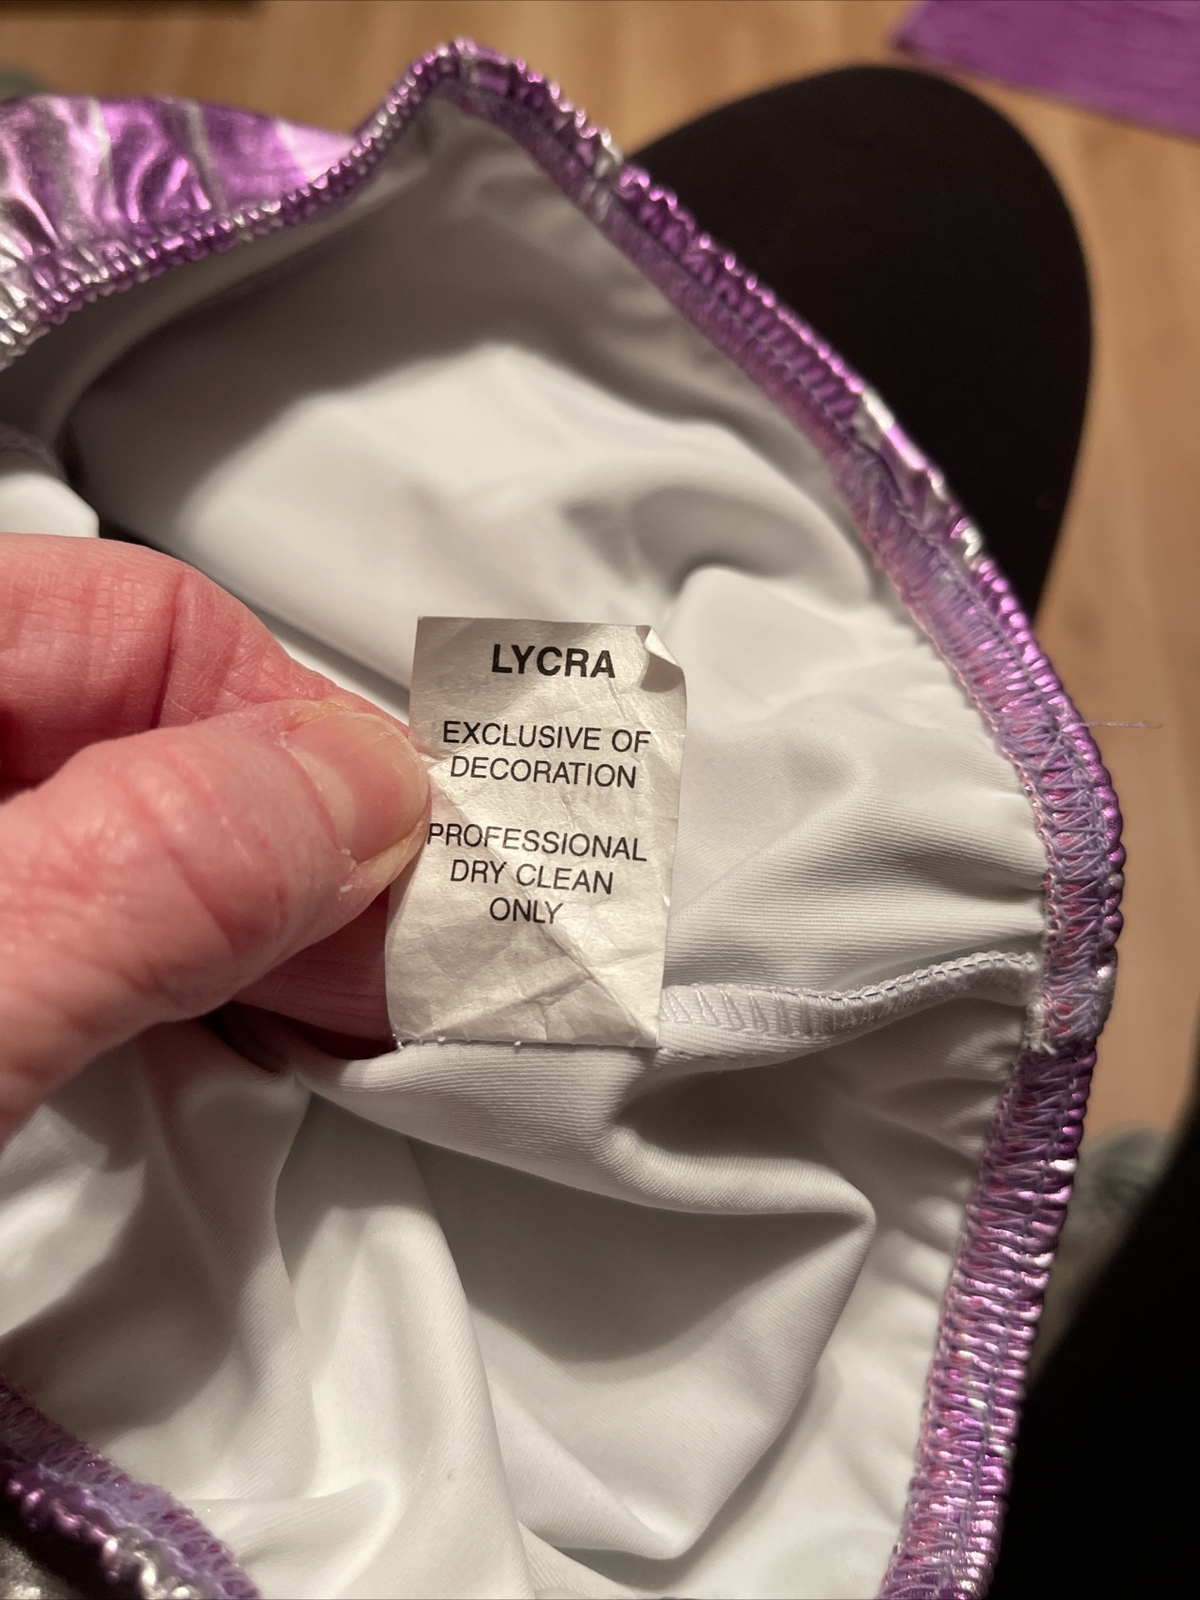 LYCRA
EXCLUSIVE OF
DECORATION
PROFESSIONAL
DRY CLEAN
ONLY